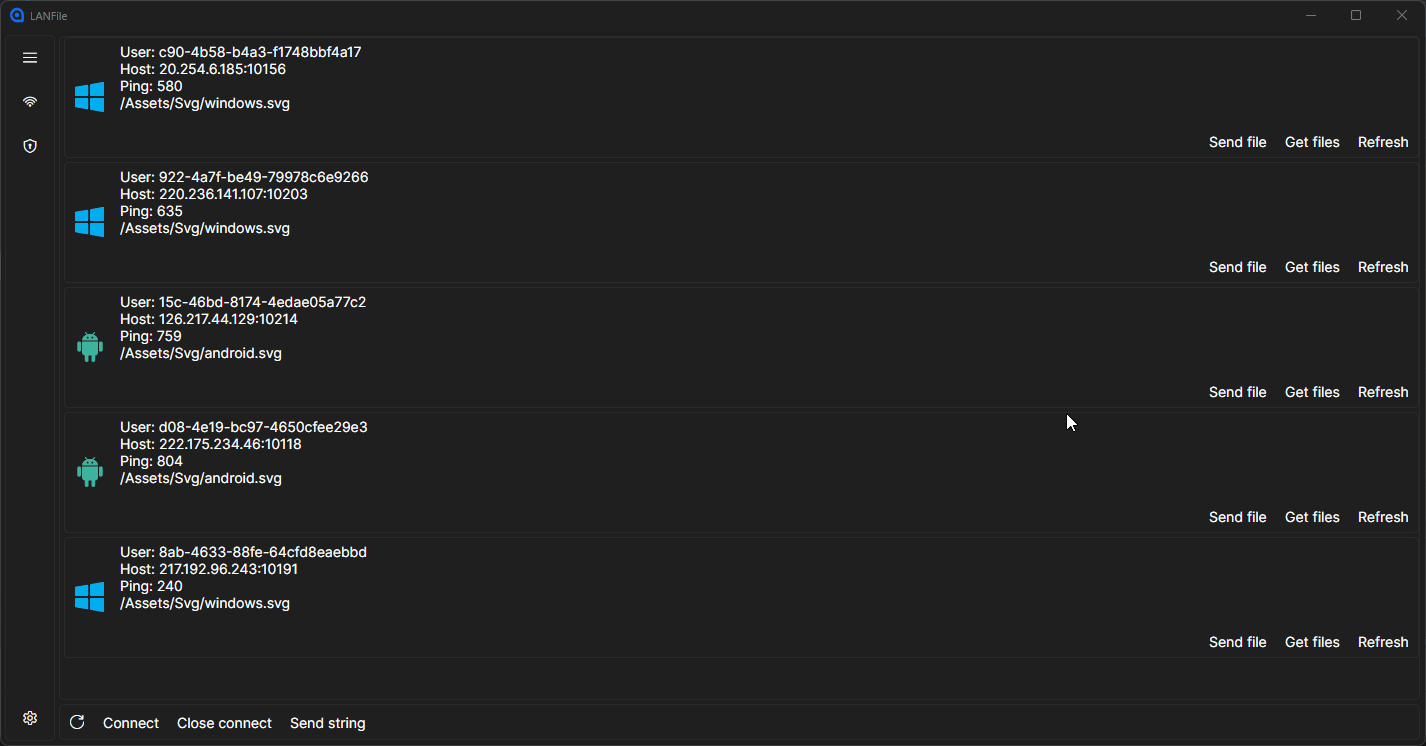 LANFile
User: c90-4b58-b4a3-f1748bbf4a17
Host: 20.254.6.185:10156
Ping: 580
/Assets/Svg/windows.svg
Send file Get files Refresh
User: 922-4a7f-be49-79978c6e9266
Host: 220.236.141.107:10203
Ping: 635
/Assets/Svg/windows.svg
Send file Get files Refresh
User: 15c-46bd-8174-4edae05a77c2
Host: 126.217.44.129:10214
Ping: 759
/Assets/Svg/android.svg
Send file Get files Refresh
User: d08-4e19-bc97-4650cfee29e3
Host: 222.175.234.46:10118
Ping: 804
/Assets/Svg/android.svg
Send file Get files Refresh
User: 8ab-4633-88fe-64cfd8eaebbd
Host: 217.192.96.243:10191
Ping: 240
/Assets/Svg/windows.svg
Send file Get files Refresh
Connect Close connect Send string